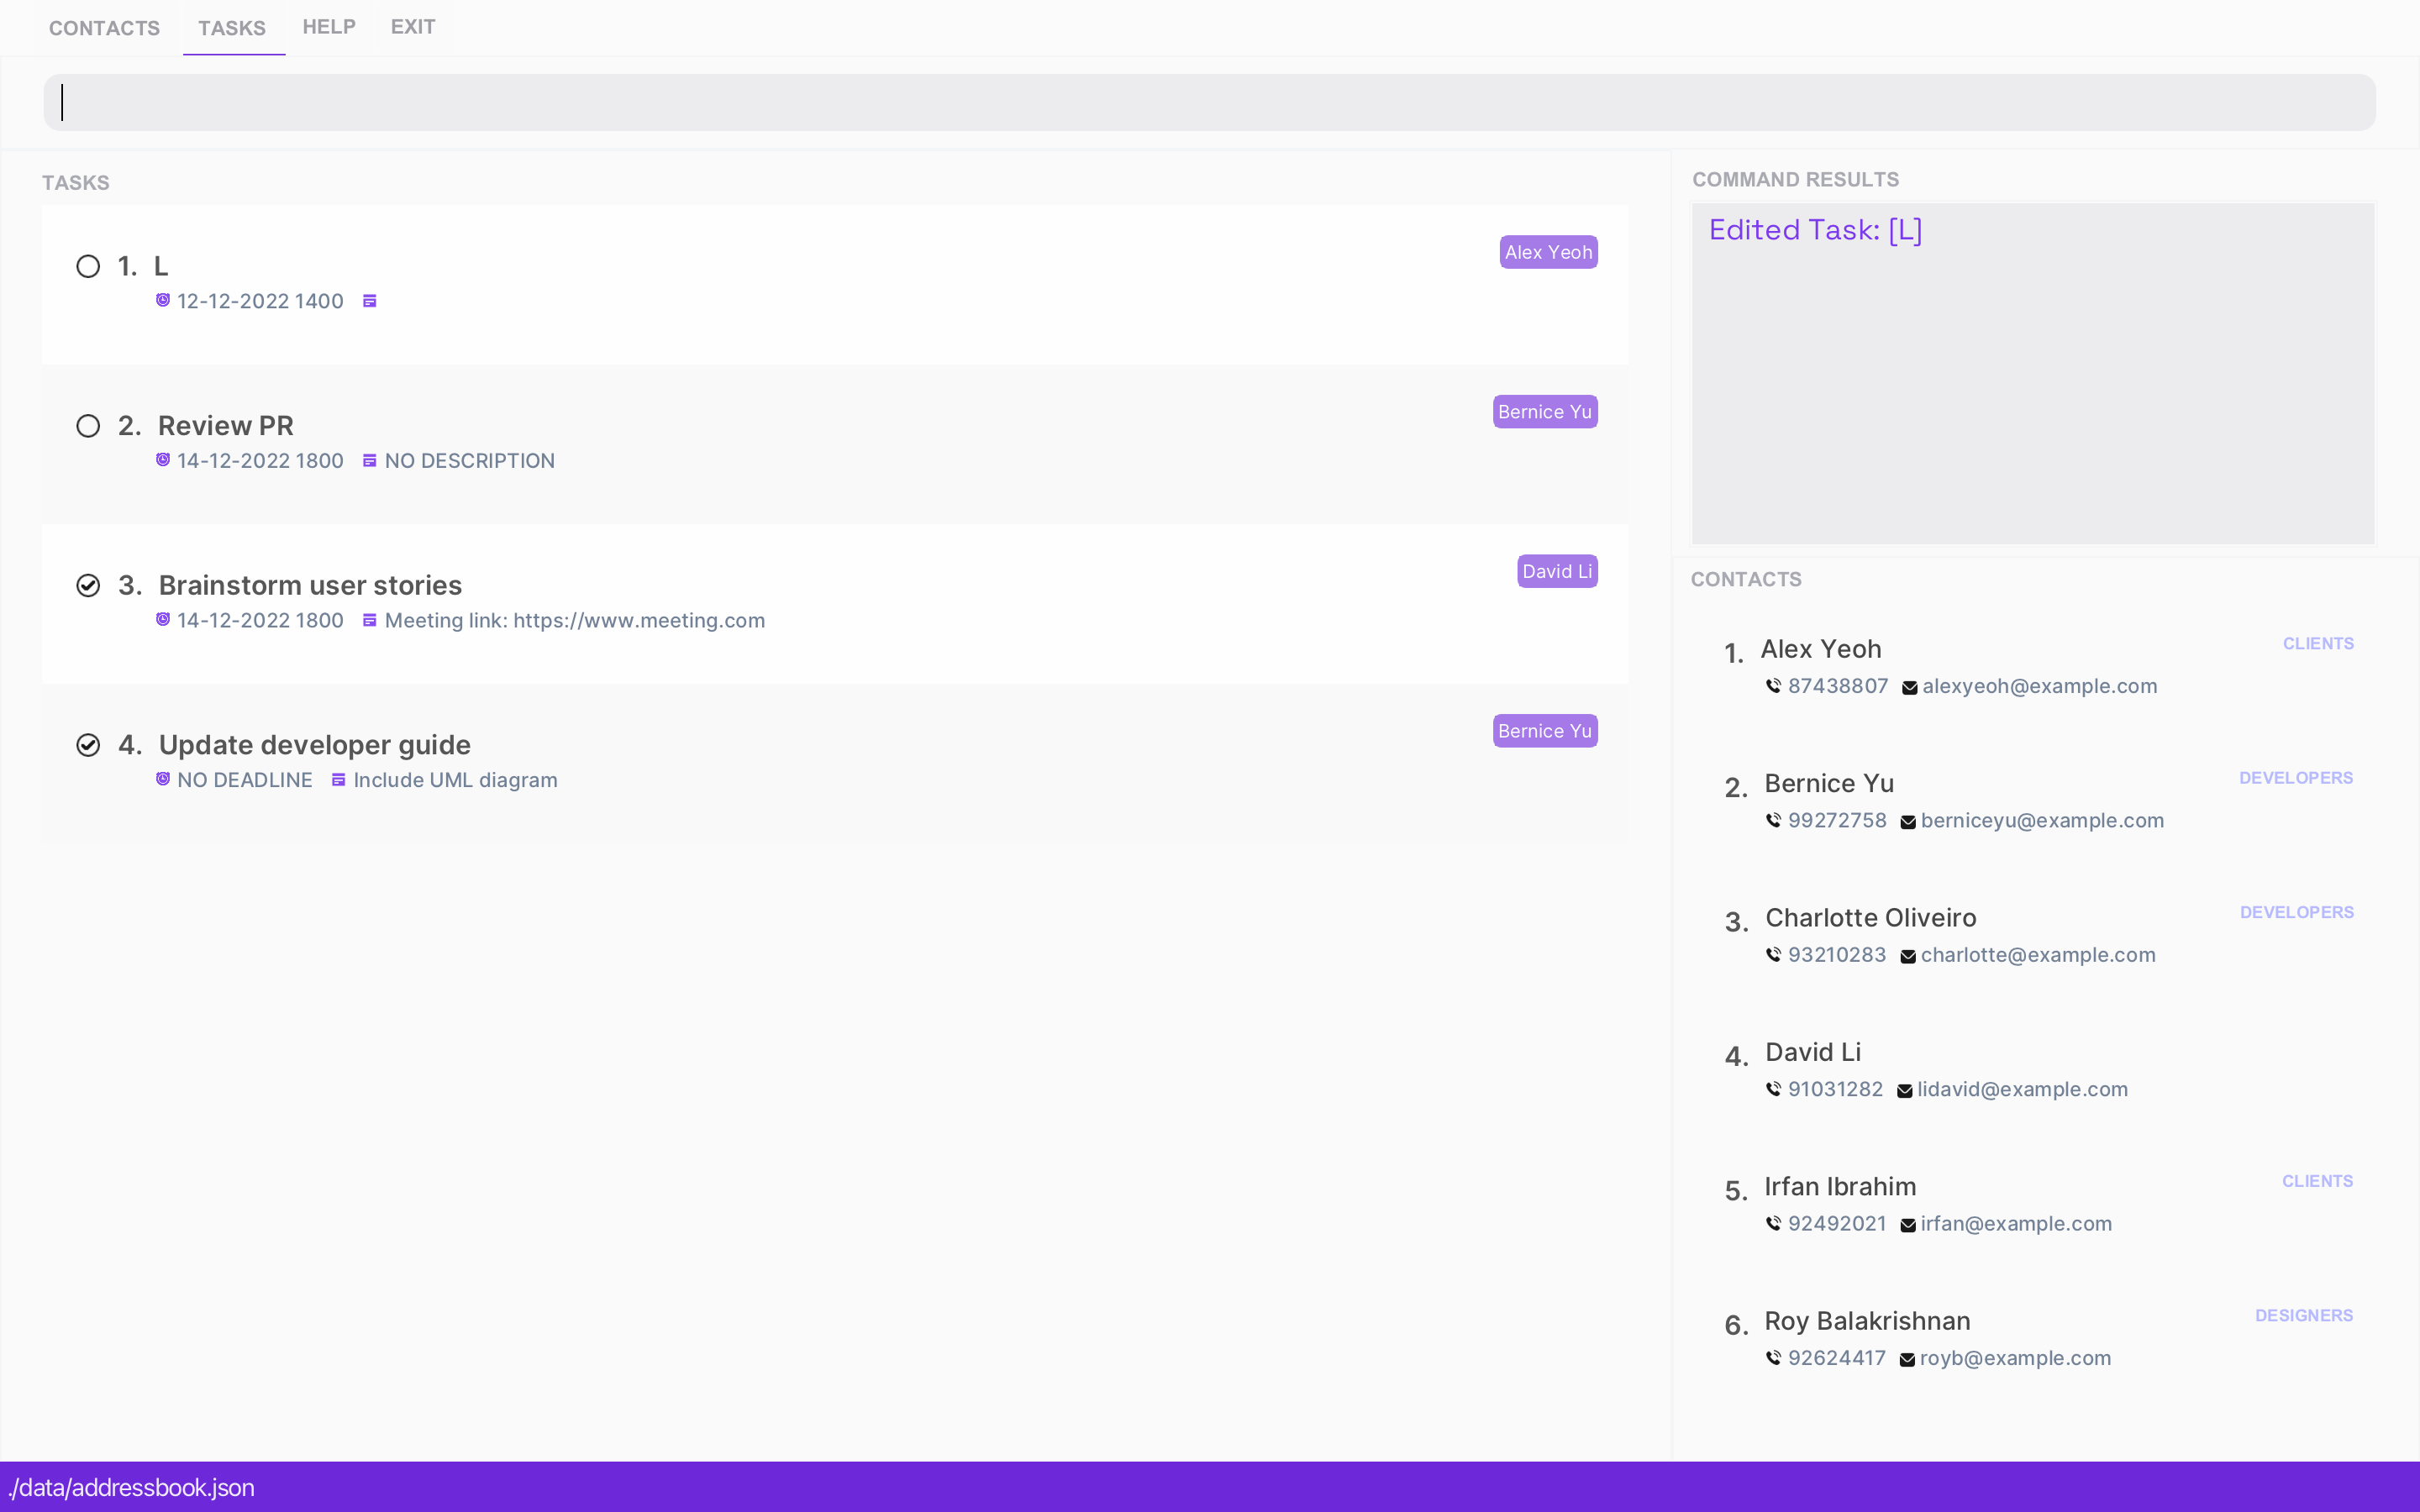 CONTACTS TASKS HELP EXIT
TASKS
1. L
Alex Yeoh
12-12-2022 1400
2. Review PR
Bernice Yu
14-12-2022 1800 NO DESCRIPTION
3. Brainstorm user stories
David Li
14-12-2022 1800 Meeting link: https://www.meeting.com
4. Update developer guide
Bernice Yu
NO DEADLINE Include UML diagram
COMMAND RESULTS
Edited Task: [L]
CONTACTS
1. Alex Yeoh CLIENTS
87438807 alexyeoh@example.com
2. Bernice Yu DEVELOPERS
99272758 berniceyu@example.com
3. Charlotte Oliveiro DEVELOPERS
93210283 charlotte@example.com
4. David Li
91031282 lidavid@example.com
5. Irfan Ibrahim CLIENTS
92492021 irfan@example.com
6. Roy Balakrishnan DESIGNERS
92624417 royb@example.com
./data/addressbook.json